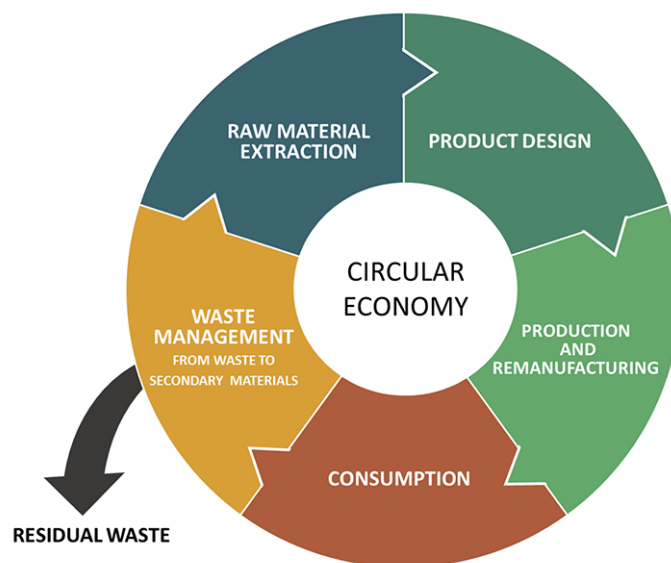 RAW MATERIAL
EXTRACTION
PRODUCT DESIGN
CIRCULAR
ECONOMY
WASTE
MANAGEMENT
FROM WASTE TO
SECONDARY MATERIALS
PRODUCTION
AND
REMANUFACTURING
CONSUMPTION
RESIDUAL WASTE